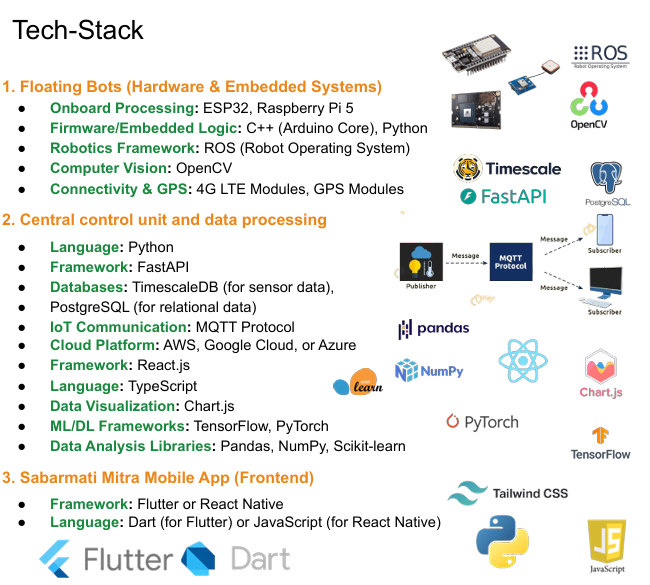 Tech-Stack
1. Floating Bots (Hardware & Embedded Systems)
● Onboard Processing: ESP32, Raspberry Pi 5
● Firmware/Embedded Logic: C++ (Arduino Core), Python
● Robotics Framework: ROS (Robot Operating System)
● Computer Vision: OpenCV
● Connectivity & GPS: 4G LTE Modules, GPS Modules
2. Central control unit and data processing
● Language: Python
● Framework: FastAPI
● Databases: TimescaleDB (for sensor data),
● PostgreSQL (for relational data)
● IoT Communication: MQTT Protocol
● Cloud Platform: AWS, Google Cloud, or Azure
● Framework: React.js
● Language: TypeScript
● Data Visualization: Chart.js
● ML/DL Frameworks: TensorFlow, PyTorch
● Data Analysis Libraries: Pandas, NumPy, Scikit-learn
3. Sabarmati Mitra Mobile App (Frontend)
● Framework: Flutter or React Native
● Language: Dart (for Flutter) or JavaScript (for React Native)
Flutter
Dart
ROS
Robot Operating System
OpenCV
Timescale
FastAPI
PostgreSQL
Publisher
Message
MQTT
Protocol
Message
Subscriber
Message
Subscriber
pandas
NumPy
learn
Chart.js
PyTorch
TensorFlow
Tailwind CSS
JS
JavaScript